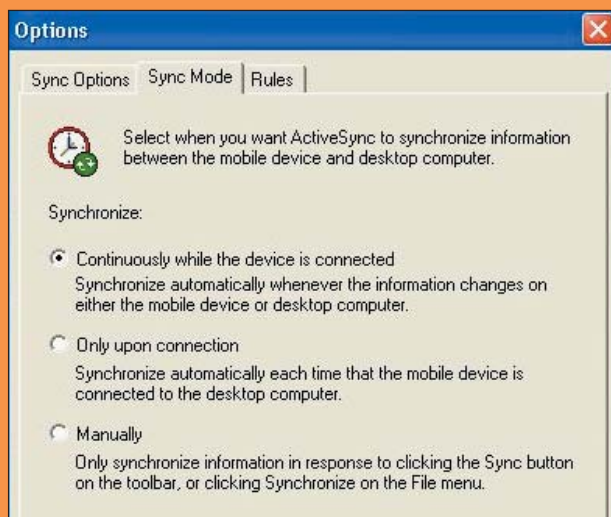 Options
Sync Options Sync Mode Rules
Select when you want ActiveSync to synchronize information
between the mobile device and desktop computer.
Synchronize:
Continuously while the device is connected
Synchronize automatically whenever the information changes on
either the mobile device or desktop computer.
Only upon connection
Synchronize automatically each time that the mobile device is
connected to the desktop computer.
Manually
Only synchronize information in response to clicking the Sync button
on the toolbar, or clicking Synchronize on the File menu.